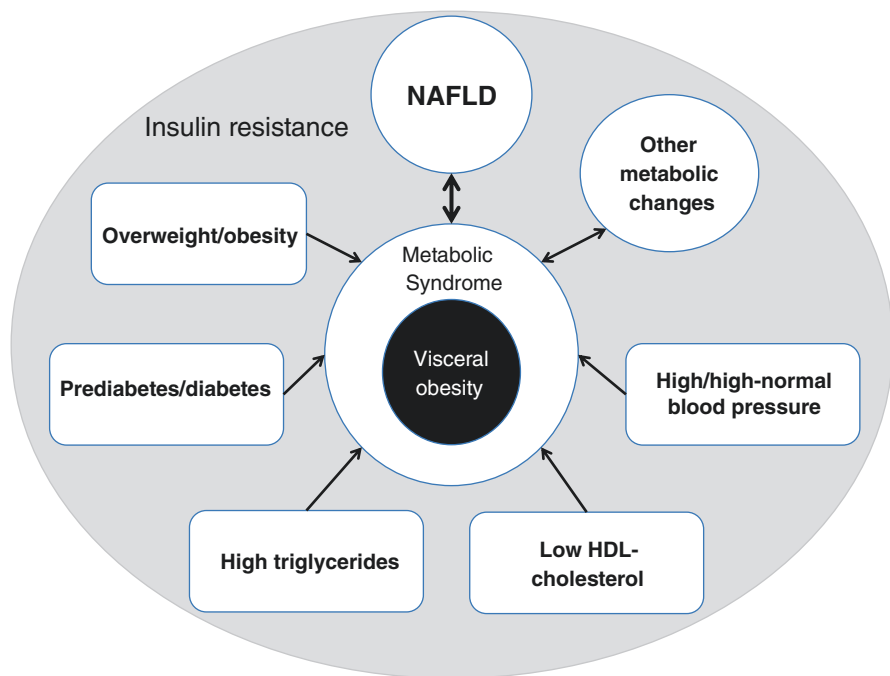 NAFLD
Insulin resistance
Other
metabolic
changes
Overweight/obesity
Metabolic
Syndrome
Visceral
obesity
Prediabetes/diabetes
High/high-normal
blood pressure
High triglycerides
Low HDL-
cholesterol